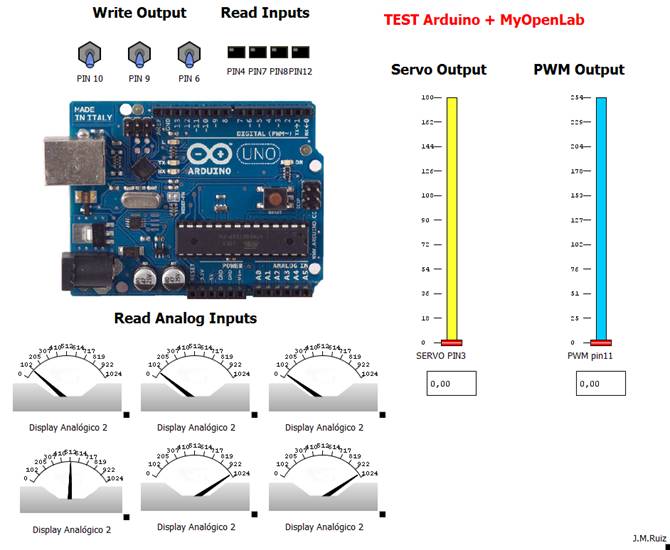 Write Output
Read Inputs
TEST Arduino + MyOpenLab
PIN 10
PIN 9
PIN 6
PIN4 PIN7 PIN8 PIN12
Servo Output
PWM Output
MADE
IN ITALY
DIGITAL (PWM~)
UNO
ARDUINO
RESET
POWER
ANALOG IN
A0
A1
A2
A3
A4
A5
162
144
108
90
72
54
36
18
0
254
229
203
178
152
127
102
76
51
25
0
SERVO PIN3
PWM pin11
0,00
0,00
Read Analog Inputs
0 102 205 307 410 512 614 717 819 922 1024
0 102 205 307 410 512 614 717 819 922 1024
0 102 205 307 410 512 614 717 819 922 1024
Display Analógico 2
Display Analógico 2
Display Analógico 2
0 102 205 307 410 512 614 717 819 922 1024
0 102 205 307 410 512 614 717 819 922 1024
0 102 205 307 410 512 614 717 819 922 1024
Display Analógico 2
Display Analógico 2
Display Analógico 2
J.M.Ruiz